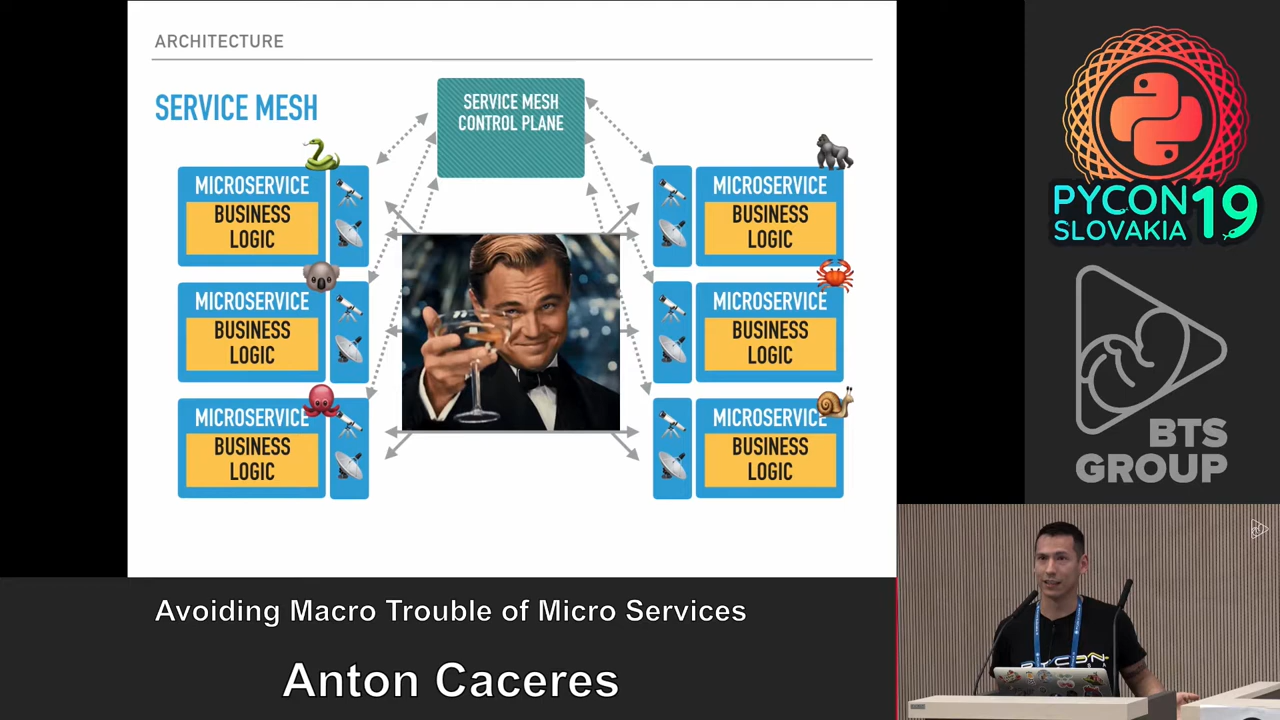 ARCHITECTURE
SERVICE MESH
SERVICE MESH
CONTROL PLANE
MICROSERVICE
BUSINESS
LOGIC
MICROSERVICE
BUSINESS
LOGIC
MICROSERVICE
BUSINESS
LOGIC
MICROSERVICE
BUSINESS
LOGIC
MICROSERVICE
BUSINESS
LOGIC
MICROSERVICE
BUSINESS
LOGIC
PYCON
SLOVAKIA
19
BTS
GROUP
PYCON
Avoiding Macro Trouble of Micro Services
Anton Caceres